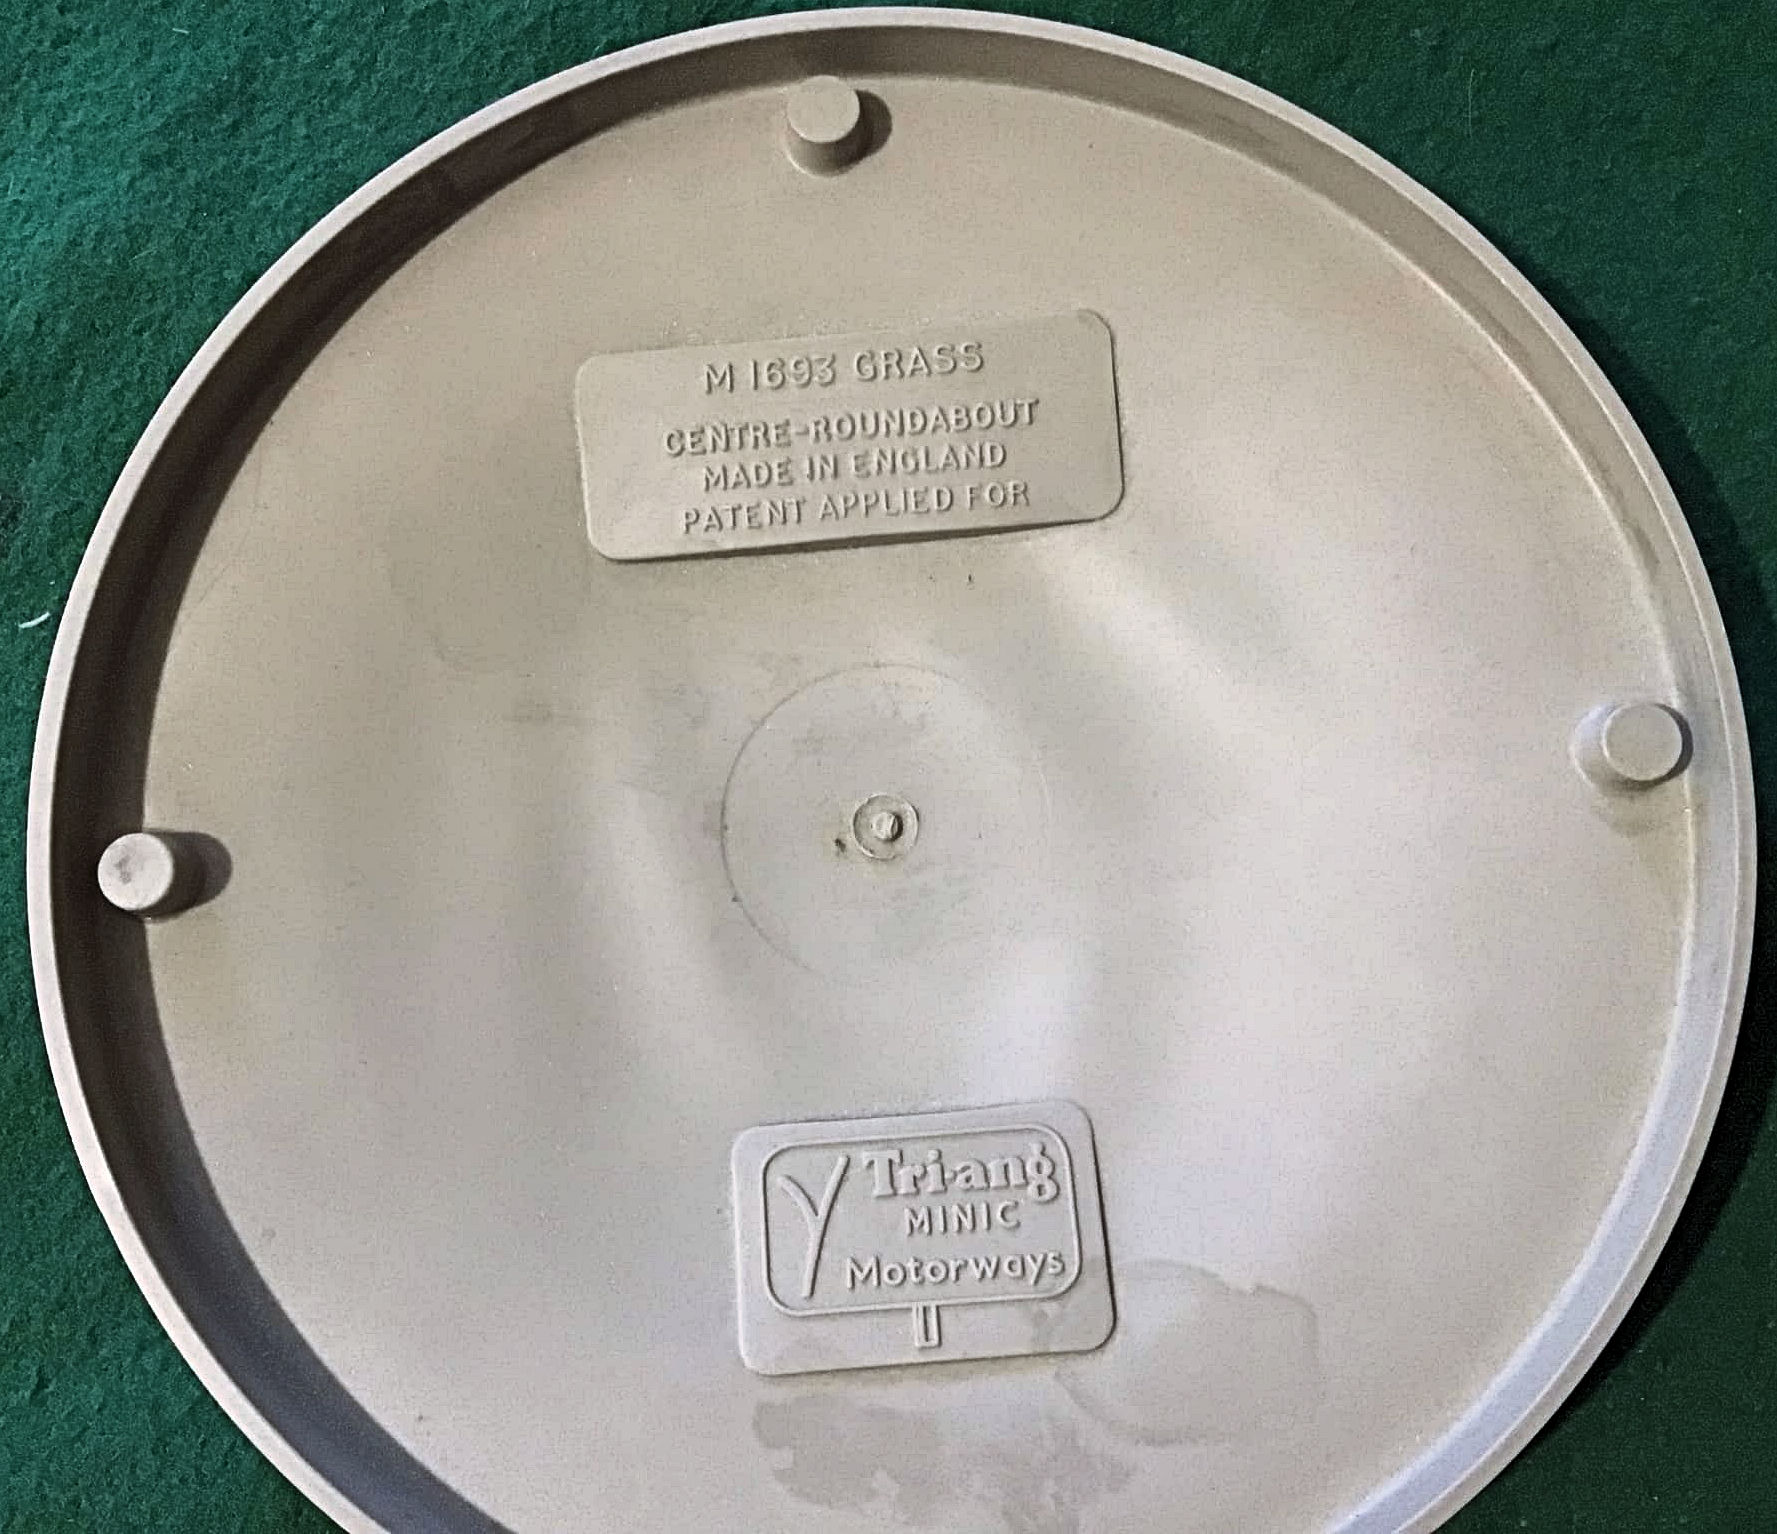 M 1693 GRASS
CENTRE-ROUNDABOUT
MADE IN ENGLAND
PATENT APPLIED FOR
Tri-ang
MINIC
Motorways